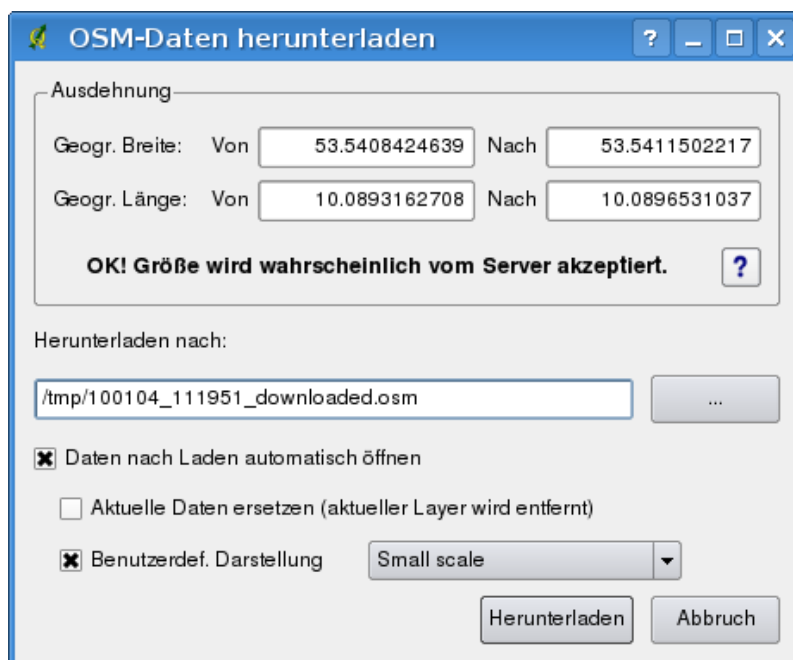 OSM-Daten herunterladen ?
Ausdehnung
Geogr. Breite: Von 53.5408424639 Nach 53.5411502217
Geogr. Länge: Von 10.0893162708 Nach 10.0896531037
OK! Größe wird wahrscheinlich vom Server akzeptiert. ?
Herunterladen nach:
/tmp/100104_111951_downloaded.osm ...
Daten nach Laden automatisch öffnen
Aktuelle Daten ersetzen (aktueller Layer wird entfernt)
Benutzerdef. Darstellung Small scale
Herunterladen Abbruch